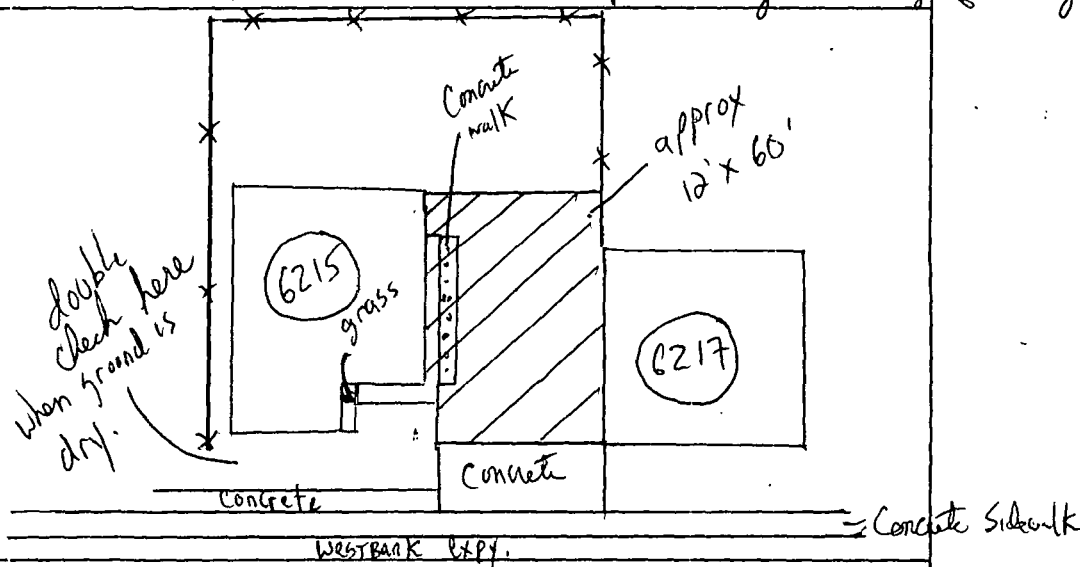 Concrete
walk
approx
12' x 60'
6215
grass
double
check here
when ground is
dry.
6217
Concrete
Concrete
= Concrete Sidewalk
WESTBANK EXPY.